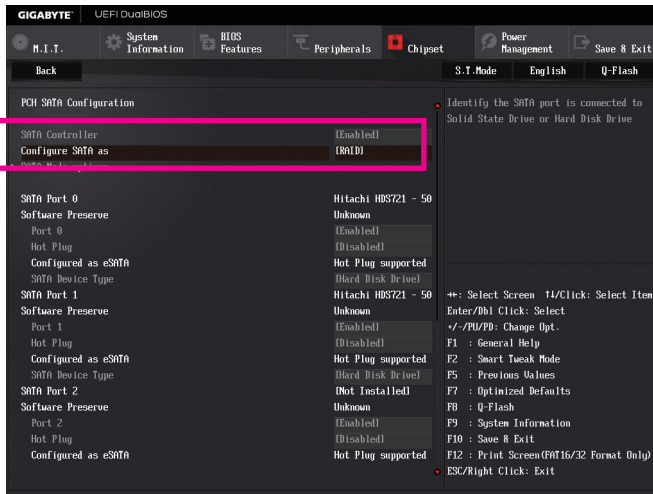 GIGABYTE™ UEFI DualBIOS
M.I.T. System Information BIOS Features Peripherals Chipset Power Management Save & Exit
Back S.T.Mode English Q-Flash
PCH SATA Configuration
Identify the SATA port is connected to
Solid State Drive or Hard Disk Drive
SATA Controller [Enabled]
Configure SATA as [RAID]
SATA Mode options
SATA Port 0 Hitachi HDS721 - 50
Software Preserve Unknown
Port 0 [Enabled]
Hot Plug [Disabled]
Configured as eSATA Hot Plug supported
SATA Device Type [Hard Disk Drive]
SATA Port 1 Hitachi HDS721 - 50
Software Preserve Unknown
Port 1 [Enabled]
Hot Plug [Disabled]
Configured as eSATA Hot Plug supported
SATA Device Type [Hard Disk Drive]
SATA Port 2 [Not Installed]
Software Preserve Unknown
Port 2 [Enabled]
Hot Plug [Disabled]
Configured as eSATA Hot Plug supported
→←: Select Screen ↑↓/Click: Select Item
Enter/Dbl Click: Select
+/-/PU/PD: Change Opt.
F1 : General Help
F2 : Smart Tweak Mode
F5 : Previous Values
F7 : Optimized Defaults
F8 : Q-Flash
F9 : System Information
F10 : Save & Exit
F12 : Print Screen(FAT16/32 Format Only)
ESC/Right Click: Exit